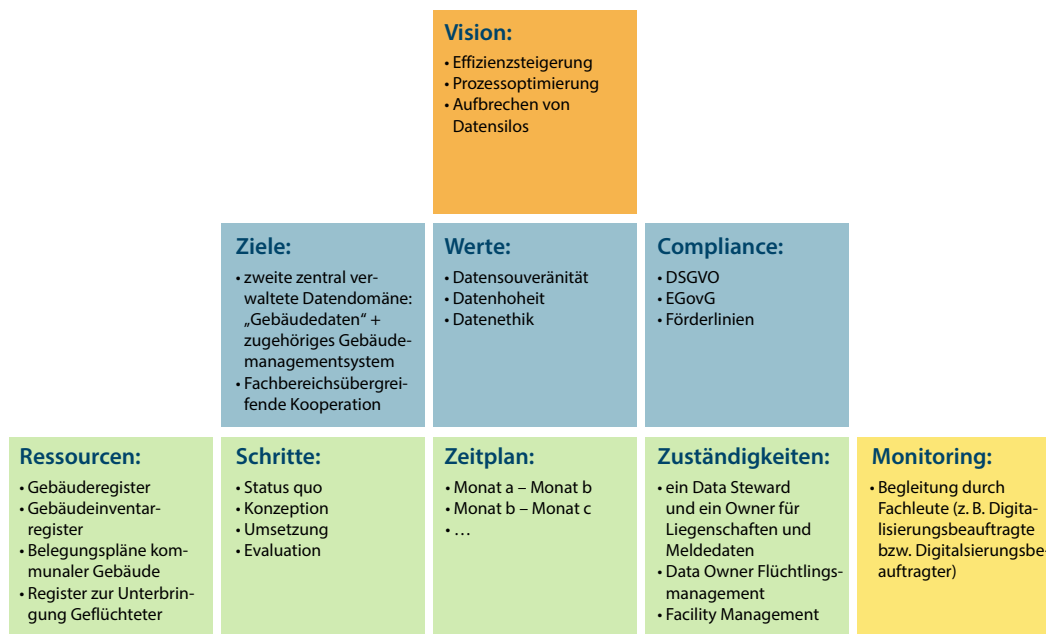 Vision:
• Effizienzsteigerung
• Prozessoptimierung
• Aufbrechen von
Datensilos
Ziele:
• zweite zentral ver-
waltete Datendomäne:
„Gebäudedaten“ +
zugehöriges Gebäude-
managementsystem
• Fachbereichsübergrei-
fende Kooperation
Werte:
• Datensouveränität
• Datenhoheit
• Datenethik
Compliance:
• DSGVO
• EGovG
• Förderlinien
Ressourcen:
• Gebäuderegister
• Gebäudeinventar-
register
• Belegungspläne kom-
munaler Gebäude
• Register zur Unterbrin-
gung Geflüchteter
Schritte:
• Status quo
• Konzeption
• Umsetzung
• Evaluation
Zeitplan:
• Monat a – Monat b
• Monat b – Monat c
• …
Zuständigkeiten:
• ein Data Steward
und ein Owner für
Liegenschaften und
Meldedaten
• Data Owner Flüchtlings-
management
• Facility Management
Monitoring:
• Begleitung durch
Fachleute (z. B. Digita-
lisierungsbeauftragte
bzw. Digitalsierungsbe-
auftragter)